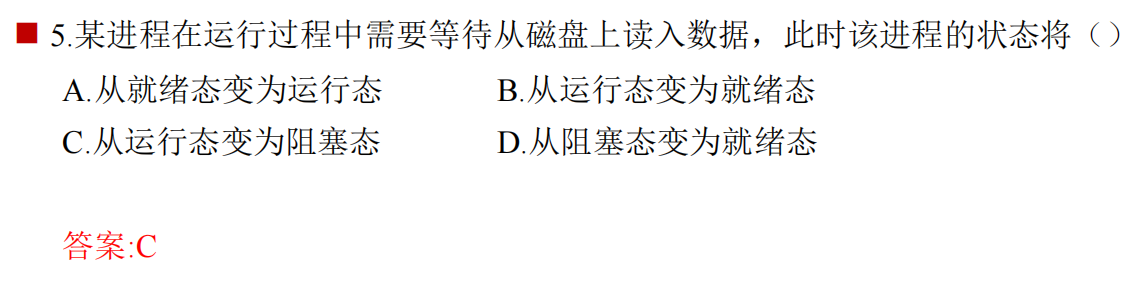 ■ 5.某进程在运行过程中需要等待从磁盘上读入数据，此时该进程的状态将（）
A.从就绪态变为运行态 B.从运行态变为就绪态
C.从运行态变为阻塞态 D.从阻塞态变为就绪态
答案:C